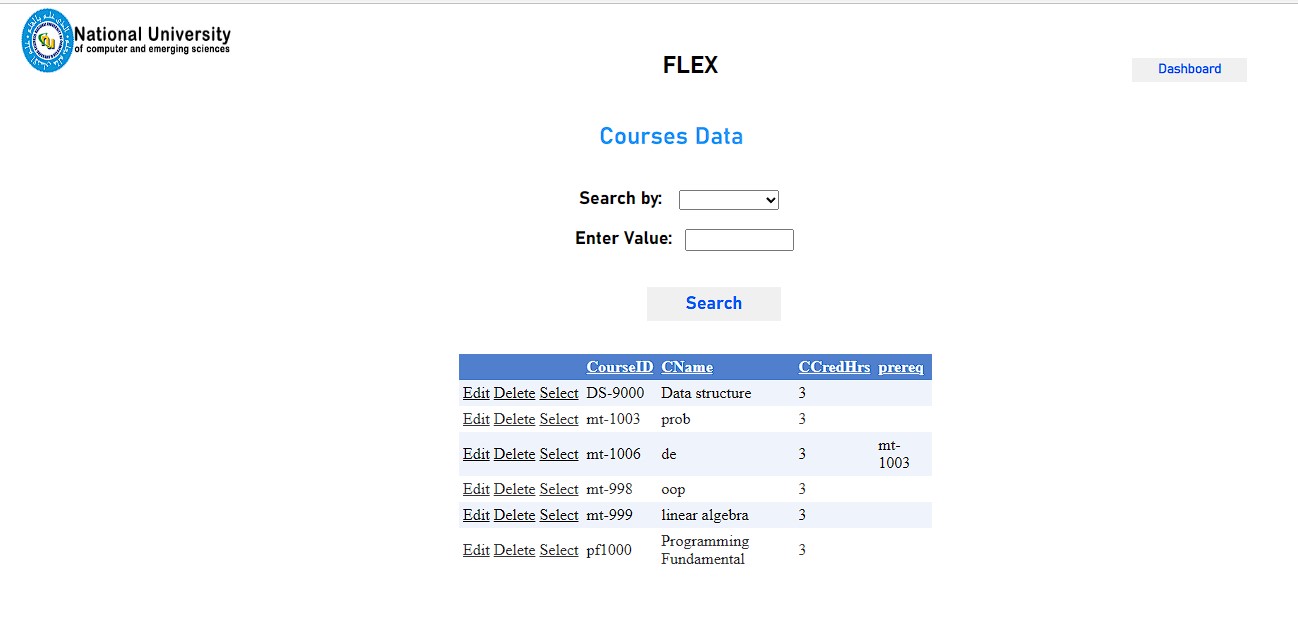 National University
of computer and emerging sciences
FLEX
Dashboard
Courses Data
Search by:
Enter Value:
Search
CourseID CName CCredHrs prereq
Edit Delete Select DS-9000 Data structure 3
Edit Delete Select mt-1003 prob 3
Edit Delete Select mt-1006 de 3 mt-
1003
Edit Delete Select mt-998 oop 3
Edit Delete Select mt-999 linear algebra 3
Edit Delete Select pf1000 Programming 3
Fundamental